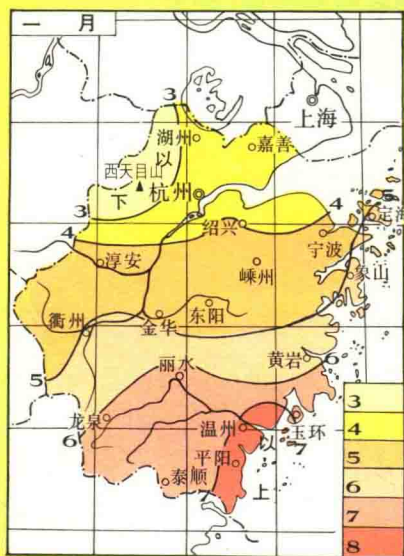 一 月
3
上海
湖州
以
嘉善
西天目山
杭州
下
3
4
绍兴
4
5
定海
宁波
淳安
嵊州
象山
衢州
金华
东阳
黄岩
6
丽水
5
龙泉
6
温州
以
玉环
7
平阳
上
泰顺
7
3
4
5
6
7
8